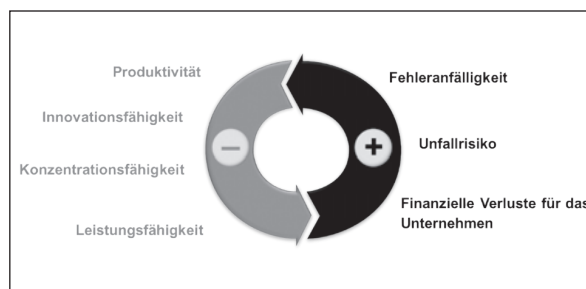 Produktivität
Innovationsfähigkeit
Konzentrationsfähigkeit
Leistungsfähigkeit
Fehleranfälligkeit
Unfallrisiko
Finanzielle Verluste für das
Unternehmen